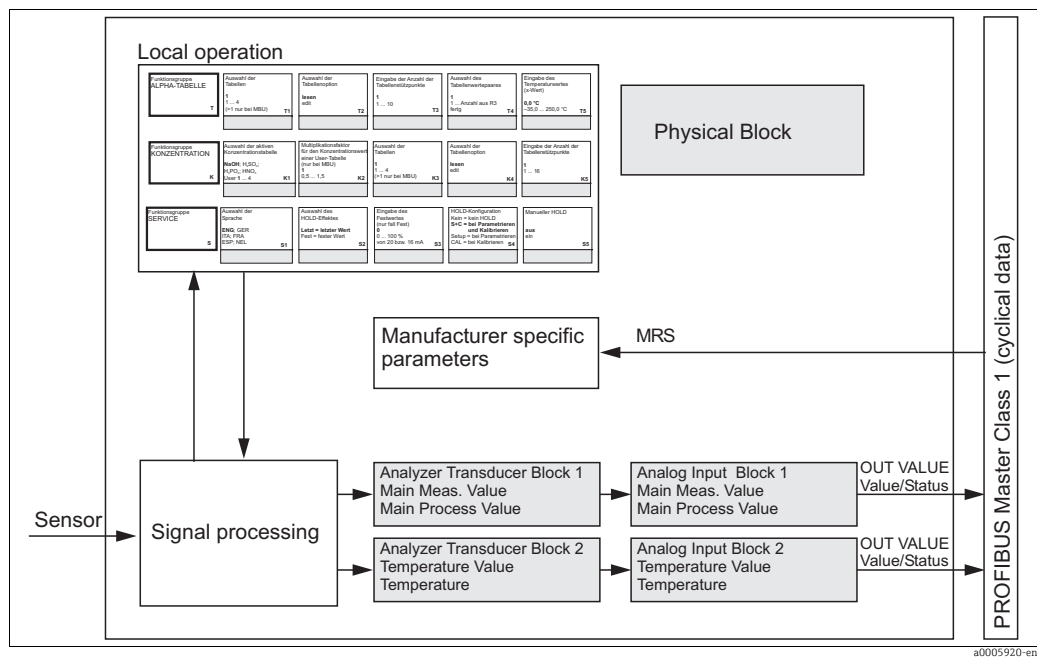 Local operation
Funktionsgruppe
ALPHA-TABELLE
T
Auswahl der
Tabellen
1
1 ... 4
(=1 nur bei MBU)
T1
Auswahl der
Tabellenoption
lesen
edit
T2
Eingabe der Anzahl der
Tabellenstützpunkte
1
1 ... 10
T3
Auswahl des
Tabellenwertepaares
1
1 ... Anzahl aus R3
fertig
T4
Eingabe des
Temperaturwertes
(x-Wert)
0,0 °C
–35,0 ... 250,0 °C
T5
Funktionsgruppe
KONZENTRATION
K
Auswahl der aktiven
Konzentrationstabelle
NaOH; H₂SO₄;
H₃PO₄; HNO₃
User 1 ... 4
K1
Multiplikationsfaktor
für den Konzentrationswert
einer User-Tabelle
(nur bei MBU)
1
0,5 ... 1,5
K2
Auswahl der
Tabellen
1
1 ... 4
(=1 nur bei MBU)
K3
Auswahl der
Tabellenoption
lesen
edit
K4
Eingabe der Anzahl der
Tabellenstützpunkte
1
1 ... 16
K5
Funktionsgruppe
SERVICE
S
Auswahl der
Sprache
ENG; GER
ITA; FRA
ESP; NEL
S1
Auswahl des
HOLD-Effektes
Letzt = letzter Wert
Fest = fester Wert
S2
Eingabe des
Festwertes
(nur fall Fest)
0
0 ... 100 %
von 20 bzw. 16 mA
S3
HOLD-Konfiguration
Kein = kein HOLD
S+C = bei Parametrieren
und Kalibrieren
Setup = bei Parametrieren
CAL = bei Kalibrieren
S4
Manueller HOLD
aus
ein
S5
Physical Block
Manufacturer specific
parameters
MRS
PROFIBUS Master Class 1 (cyclical data)
Sensor
Signal processing
Analyzer Transducer Block 1
Main Meas. Value
Main Process Value
Analog Input Block 1
Main Meas. Value
Main Process Value
OUT VALUE
Value/Status
Analyzer Transducer Block 2
Temperature Value
Temperature
Analog Input Block 2
Temperature Value
Temperature
OUT VALUE
Value/Status
a0005920-en